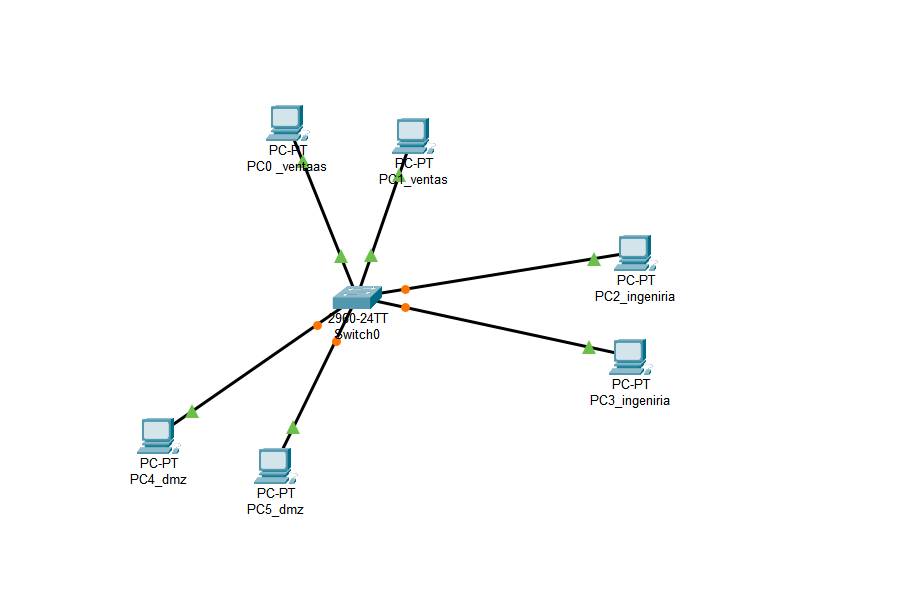 PC-PT
PC0 _ventaas
PC-PT
PC1_ventas
PC-PT
PC2_ingeniria
2960-24TT
Switch0
PC-PT
PC3_ingeniria
PC-PT
PC4_dmz
PC-PT
PC5_dmz